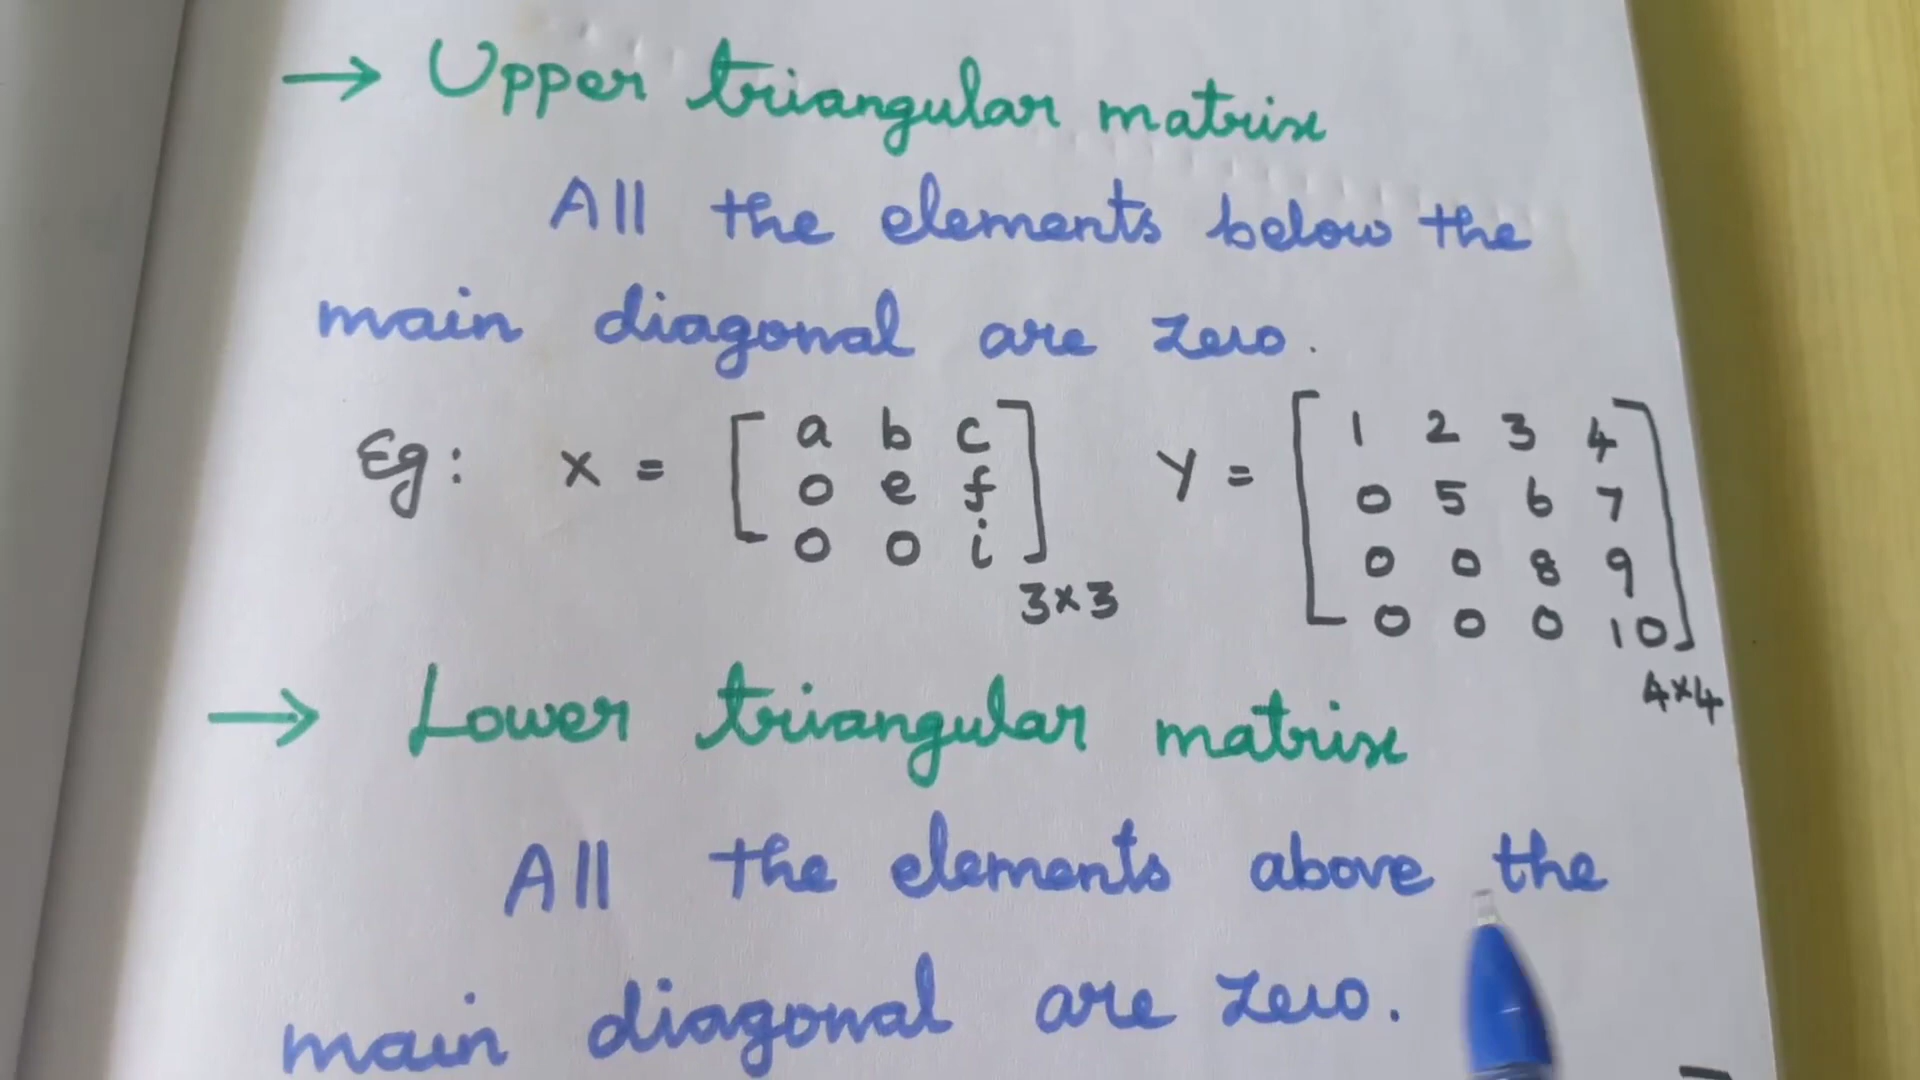 → Upper triangular matrix
All the elements below the
main diagonal are zero.
Eg: X = [ a b c
0 e f
0 0 i ] 3×3
Y = [ 1 2 3 4
0 5 6 7
0 0 8 9
0 0 0 10 ] 4×4
→ Lower triangular matrix
All the elements above the
main diagonal are zero.